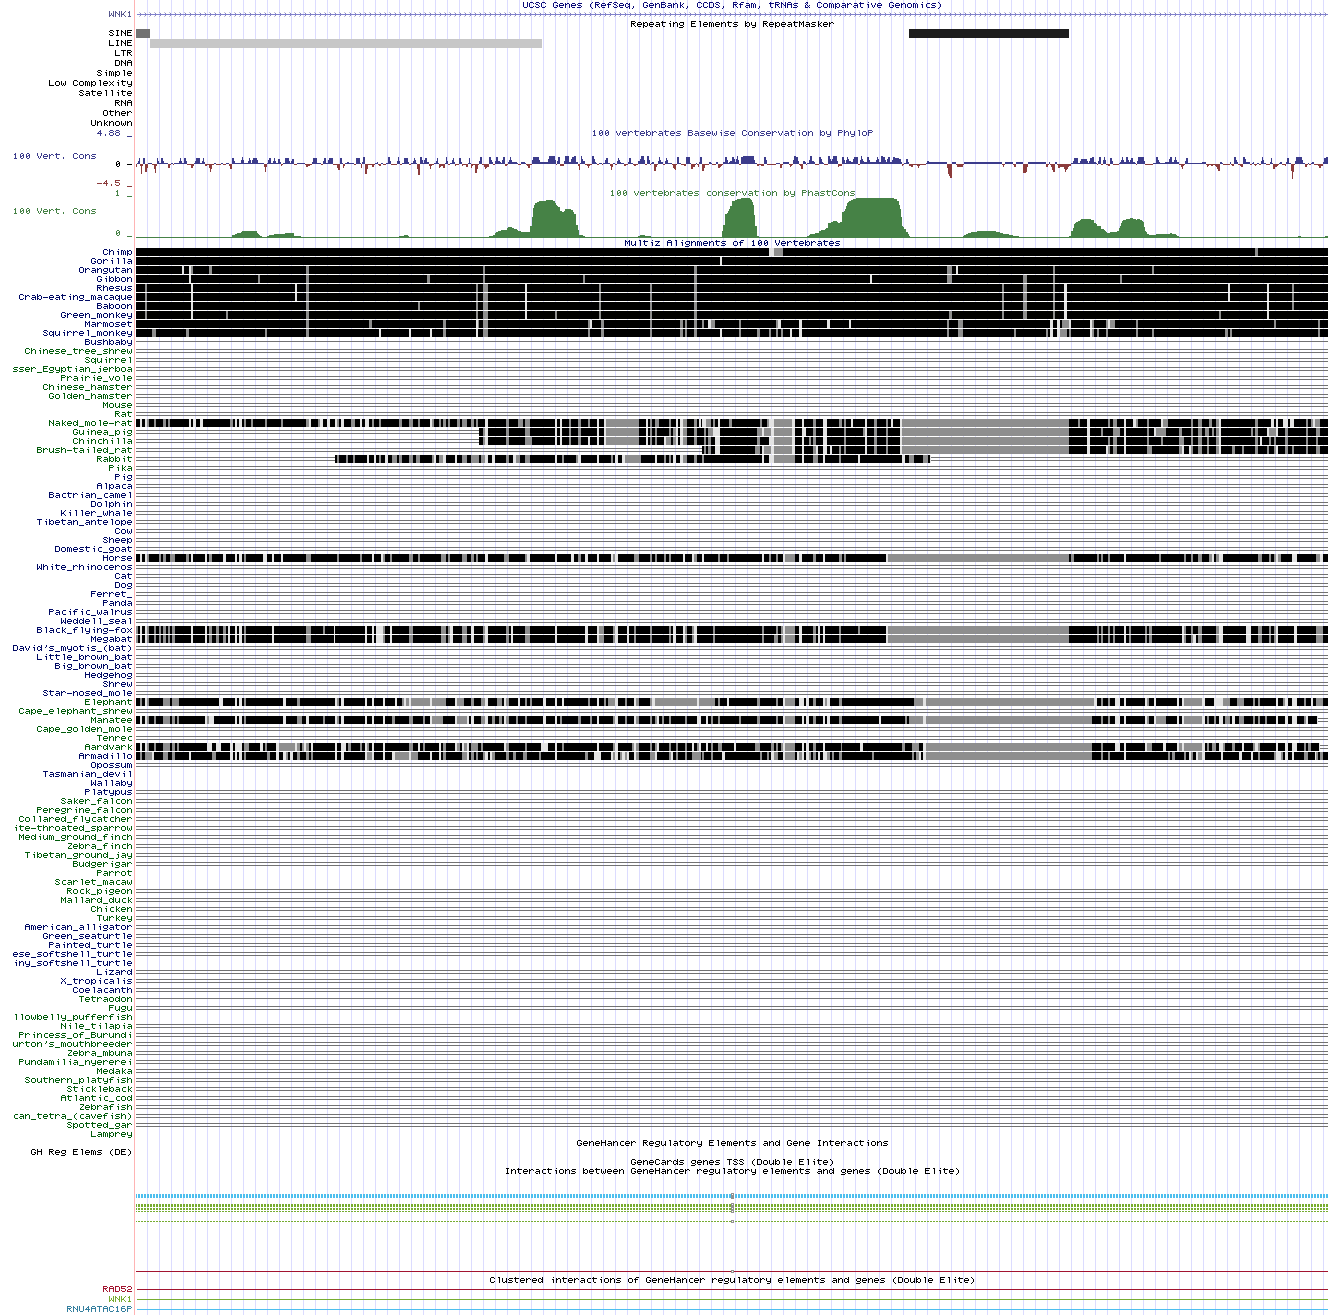 UCSC Genes (RefSeq, GenBank, CCDS, Rfam, tRNAs & Comparative Genomics)
WNK1
Repeating Elements by RepeatMasker
SINE
LINE
LTR
DNA
Simple
Low Complexity
Satellite
RNA
Other
Unknown
4.88 _
100 vertebrates Basewise Conservation by PhyloP
100 Vert. Cons
0 _
-4.5 _
1 _
100 vertebrates conservation by PhastCons
100 Vert. Cons
0 _
Multiz Alignments of 100 Vertebrates
Chimp
Gorilla
Orangutan
Gibbon
Rhesus
Crab-eating_macaque
Baboon
Green_monkey
Marmoset
Squirrel_monkey
Bushbaby
Chinese_tree_shrew
Squirrel
sser_Egyptian_jerboa
Prairie_vole
Chinese_hamster
Golden_hamster
Mouse
Rat
Naked_mole-rat
Guinea_pig
Chinchilla
Brush-tailed_rat
Rabbit
Pika
Pig
Alpaca
Bactrian_camel
Dolphin
Killer_whale
Tibetan_antelope
Cow
Sheep
Domestic_goat
Horse
White_rhinoceros
Cat
Dog
Ferret_
Panda
Pacific_walrus
Weddell_seal
Black_flying-fox
Megabat
David's_myotis_(bat)
Little_brown_bat
Big_brown_bat
Hedgehog
Shrew
Star-nosed_mole
Elephant
Cape_elephant_shrew
Manatee
Cape_golden_mole
Tenrec
Aardvark
Armadillo
Opossum
Tasmanian_devil
Wallaby
Platypus
Saker_falcon
Peregrine_falcon
Collared_flycatcher
ite-throated_sparrow
Medium_ground_finch
Zebra_finch
Tibetan_ground_jay
Budgerigar
Parrot
Scarlet_macaw
Rock_pigeon
Mallard_duck
Chicken
Turkey
American_alligator
Green_seaturtle
Painted_turtle
ese_softshell_turtle
iny_softshell_turtle
Lizard
X_tropicalis
Coelacanth
Tetraodon
Fugu
llowbelly_pufferfish
Nile_tilapia
Princess_of_Burundi
urton's_mouthbreeder
Zebra_mbuna
Pundamilia_nyererei
Medaka
Southern_platyfish
Stickleback
Atlantic_cod
Zebrafish
can_tetra_(cavefish)
Spotted_gar
Lamprey
GeneHancer Regulatory Elements and Gene Interactions
GH Reg Elems (DE)
GeneCards genes TSS (Double Elite)
Interactions between GeneHancer regulatory elements and genes (Double Elite)
Clustered interactions of GeneHancer regulatory elements and genes (Double Elite)
RAD52
WNK1
RNU4ATAC16P